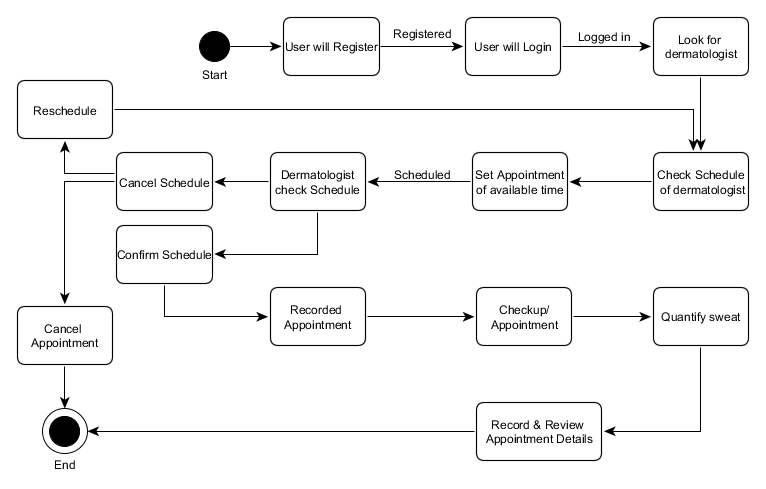 User will Register
Registered
User will Login
Logged in
Look for
dermatologist
Start
Reschedule
Cancel Schedule
Dermatologist
check Schedule
Scheduled
Set Appointment
of available time
Check Schedule
of dermatologist
Confirm Schedule
Cancel
Appointment
Recorded
Appointment
Checkup/
Appointment
Quantify sweat
Record & Review
Appointment Details
End